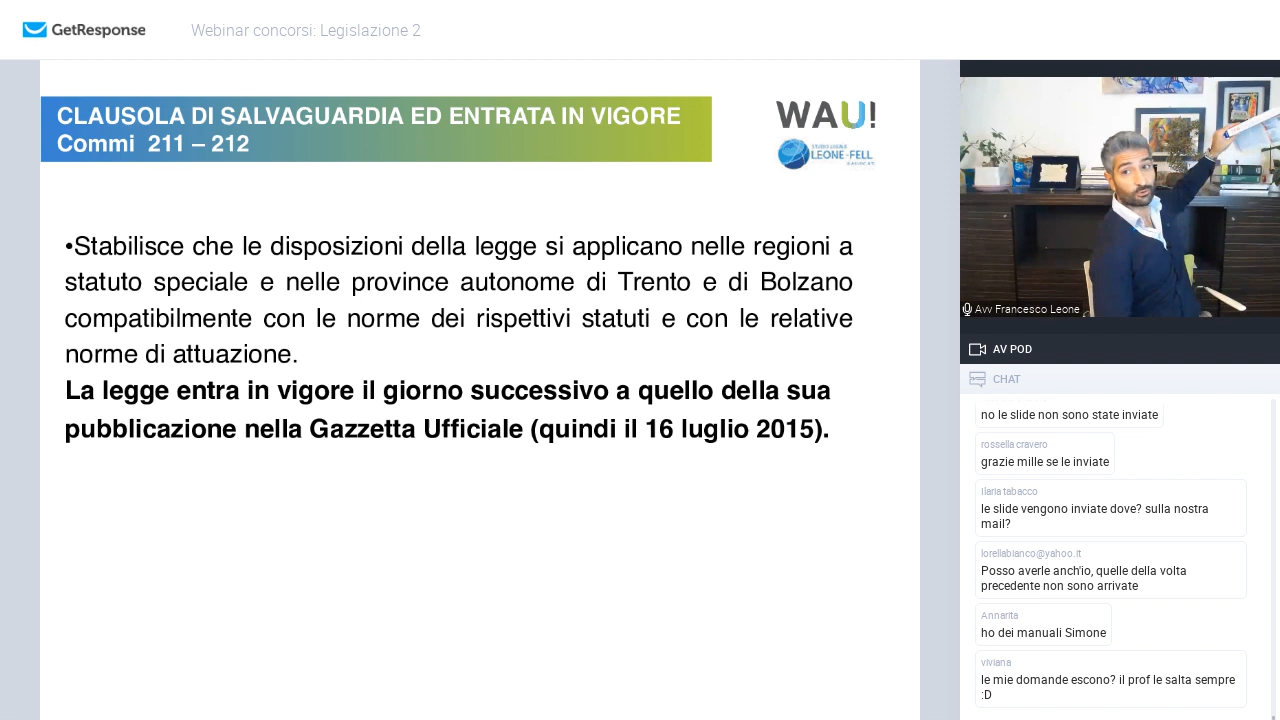 GetResponse
Webinar concorsi: Legislazione 2
CLAUSOLA DI SALVAGUARDIA ED ENTRATA IN VIGORE
Commi 211 – 212
WAU!
LEONE-FELL
•Stabilisce che le disposizioni della legge si applicano nelle regioni a
statuto speciale e nelle province autonome di Trento e di Bolzano
compatibilmente con le norme dei rispettivi statuti e con le relative
norme di attuazione.
La legge entra in vigore il giorno successivo a quello della sua
pubblicazione nella Gazzetta Ufficiale (quindi il 16 luglio 2015).
Avv Francesco Leone
AV POD
CHAT
no le slide non sono state inviate
rossella cravero
grazie mille se le inviate
Ilaria tabacco
le slide vengono inviate dove? sulla nostra
mail?
lorellabianco@yahoo.it
Posso averle anch'io, quelle della volta
precedente non sono arrivate
Annarita
ho dei manuali Simone
viviana
le mie domande escono? il prof le salta sempre
:D